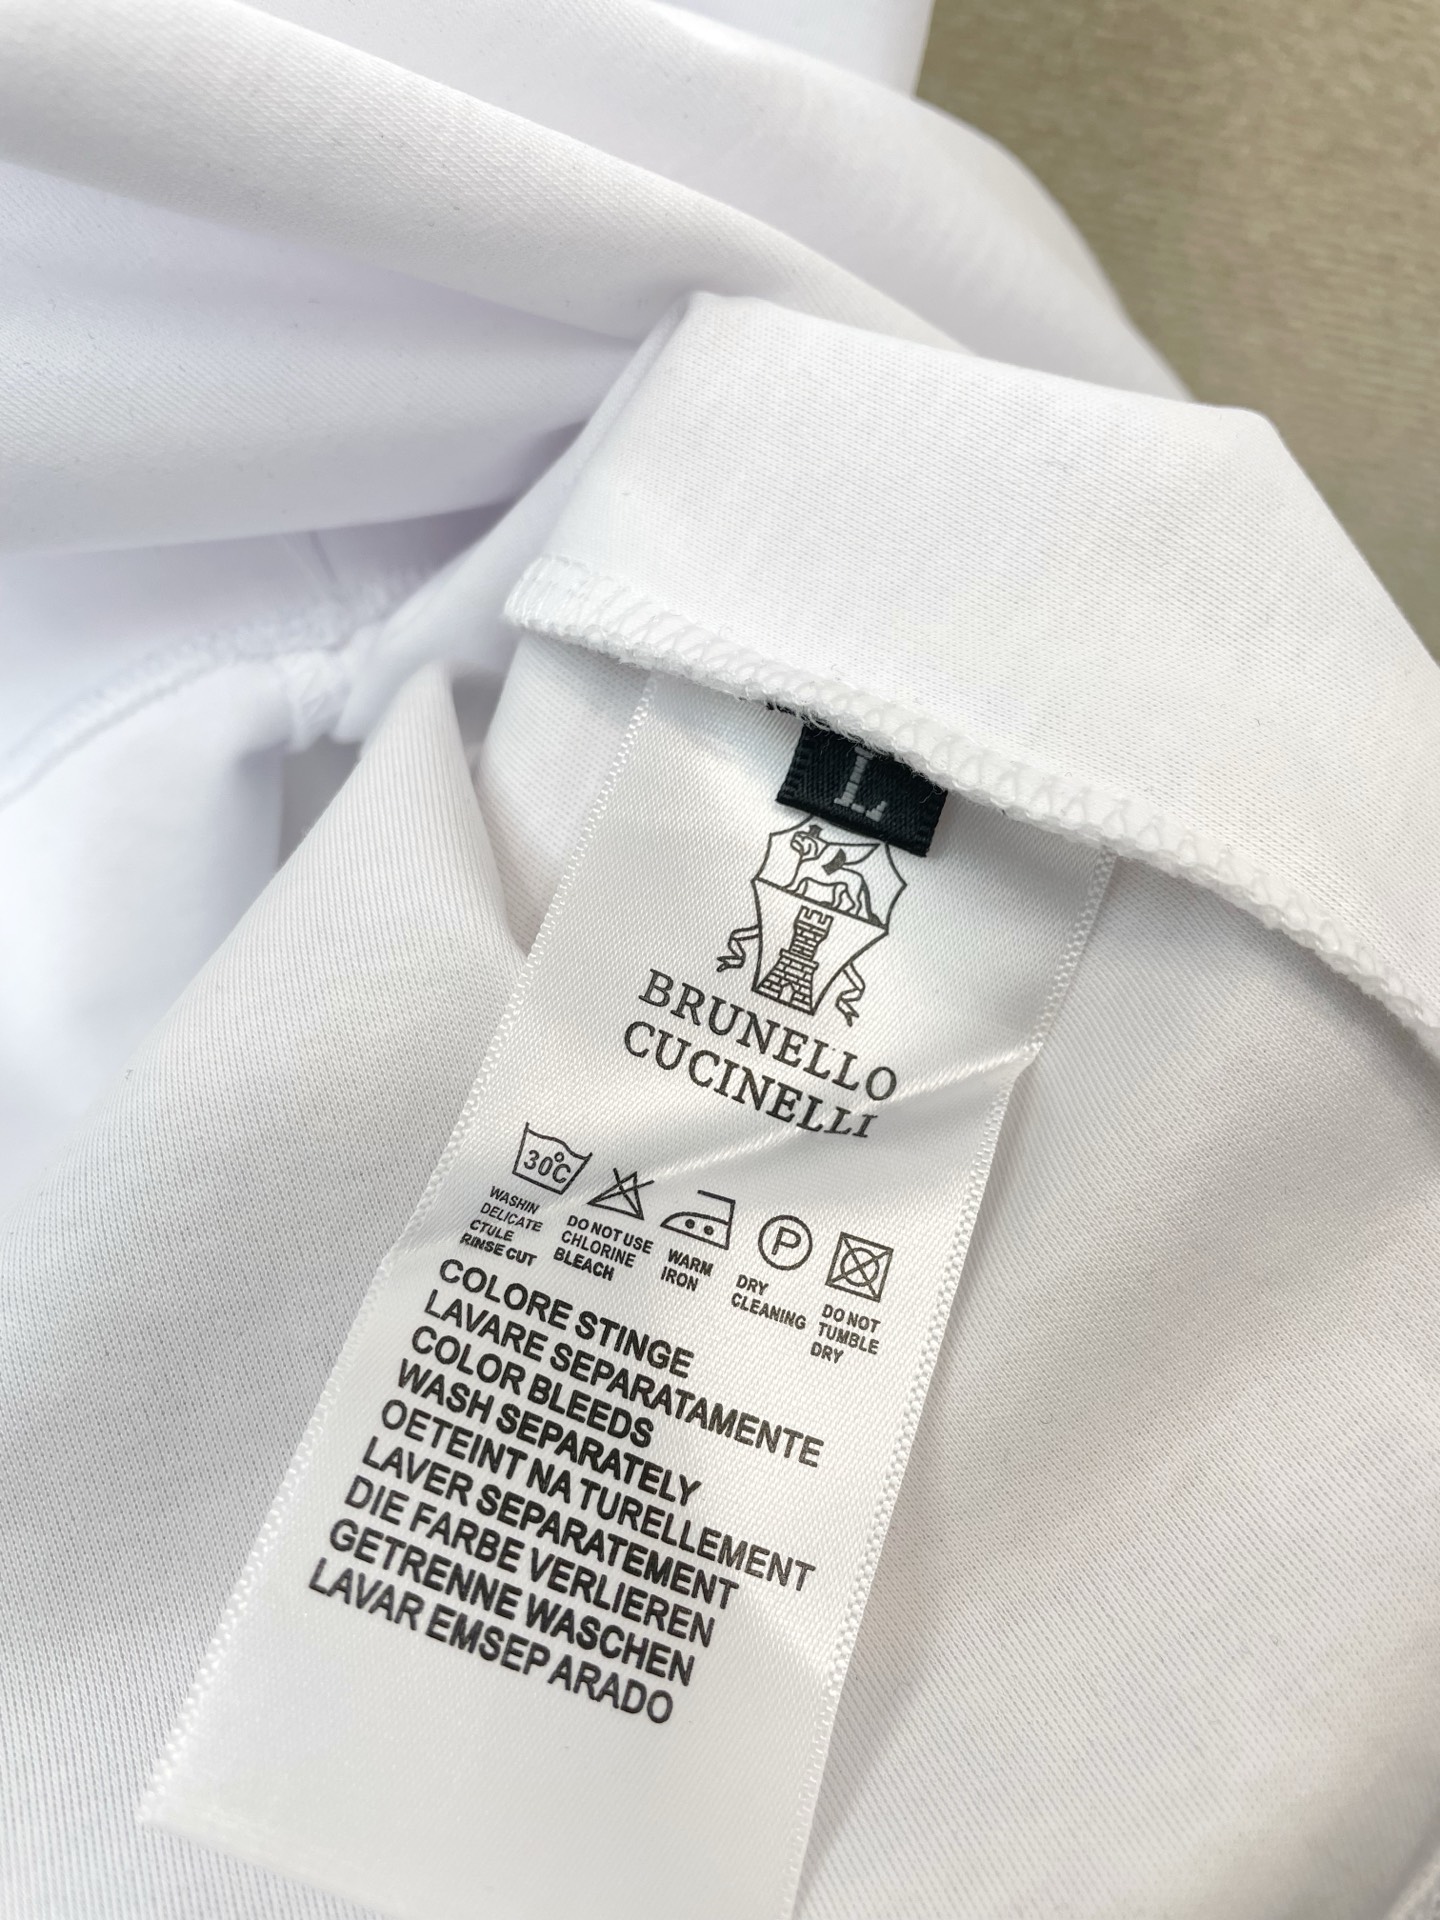 L
BRUNELLO
CUCINELLI
30°C
P
WASHIN
DELICATE
CTULE
RINSE CUT
DO NOT USE
CHLORINE
BLEACH
WARM
IRON
DRY
CLEANING
DO NOT
TUMBLE
DRY
COLORE STINGE
LAVARE SEPARATAMENTE
COLOR BLEEDS
WASH SEPARATELY
OETEINT NA TURELLEMENT
LAVER SEPARATEMENT
DIE FARBE VERLIEREN
GETRENNE WASCHEN
LAVAR EMSEP ARADO